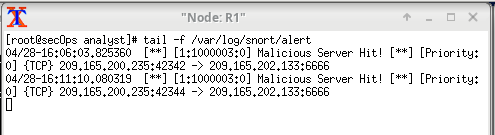 "Node: R1"
[root@secOps analyst]# tail -f /var/log/snort/alert
04/28-16:06:03.825360  [**] [1:1000003:0] Malicious Server Hit! [**] [Priority:
0] {TCP} 209.165.200.235:42342 -> 209.165.202.133:6666
04/28-16:11:10.080319  [**] [1:1000003:0] Malicious Server Hit! [**] [Priority:
0] {TCP} 209.165.200.235:42344 -> 209.165.202.133:6666